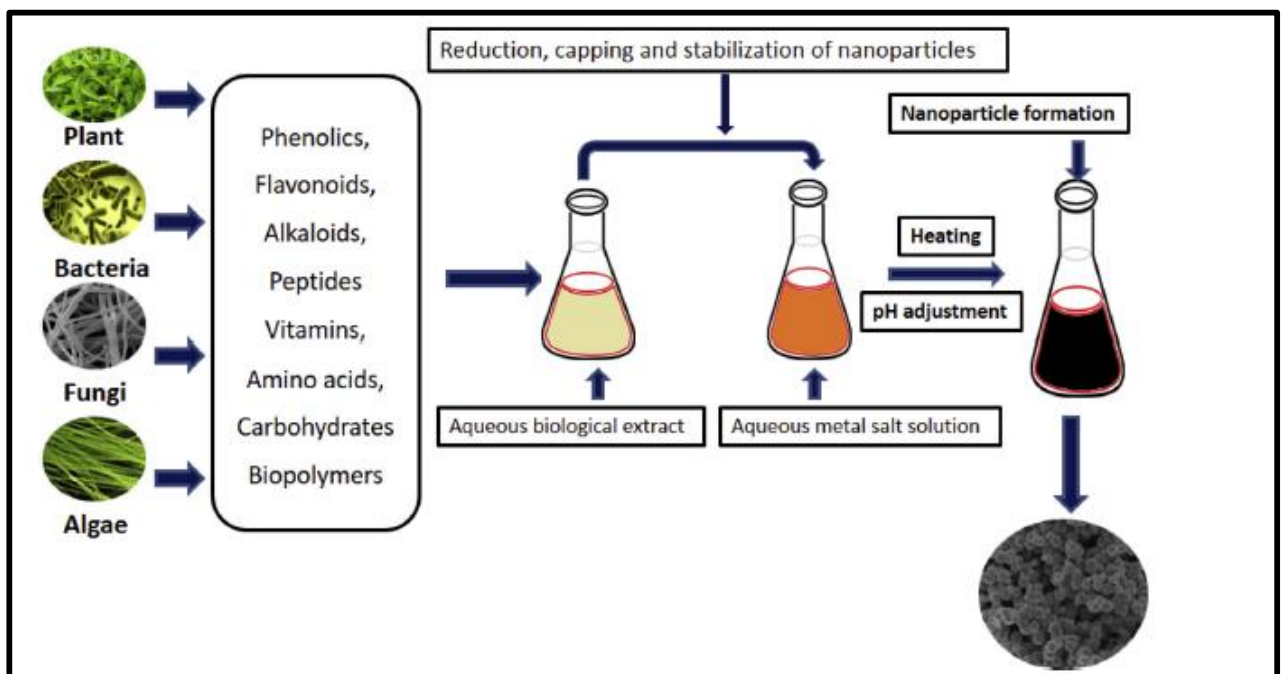 Reduction, capping and stabilization of nanoparticles
Plant
Bacteria
Fungi
Algae
Phenolics,
Flavonoids,
Alkaloids,
Peptides
Vitamins,
Amino acids,
Carbohydrates
Biopolymers
Aqueous biological extract
Aqueous metal salt solution
Heating
pH adjustment
Nanoparticle formation